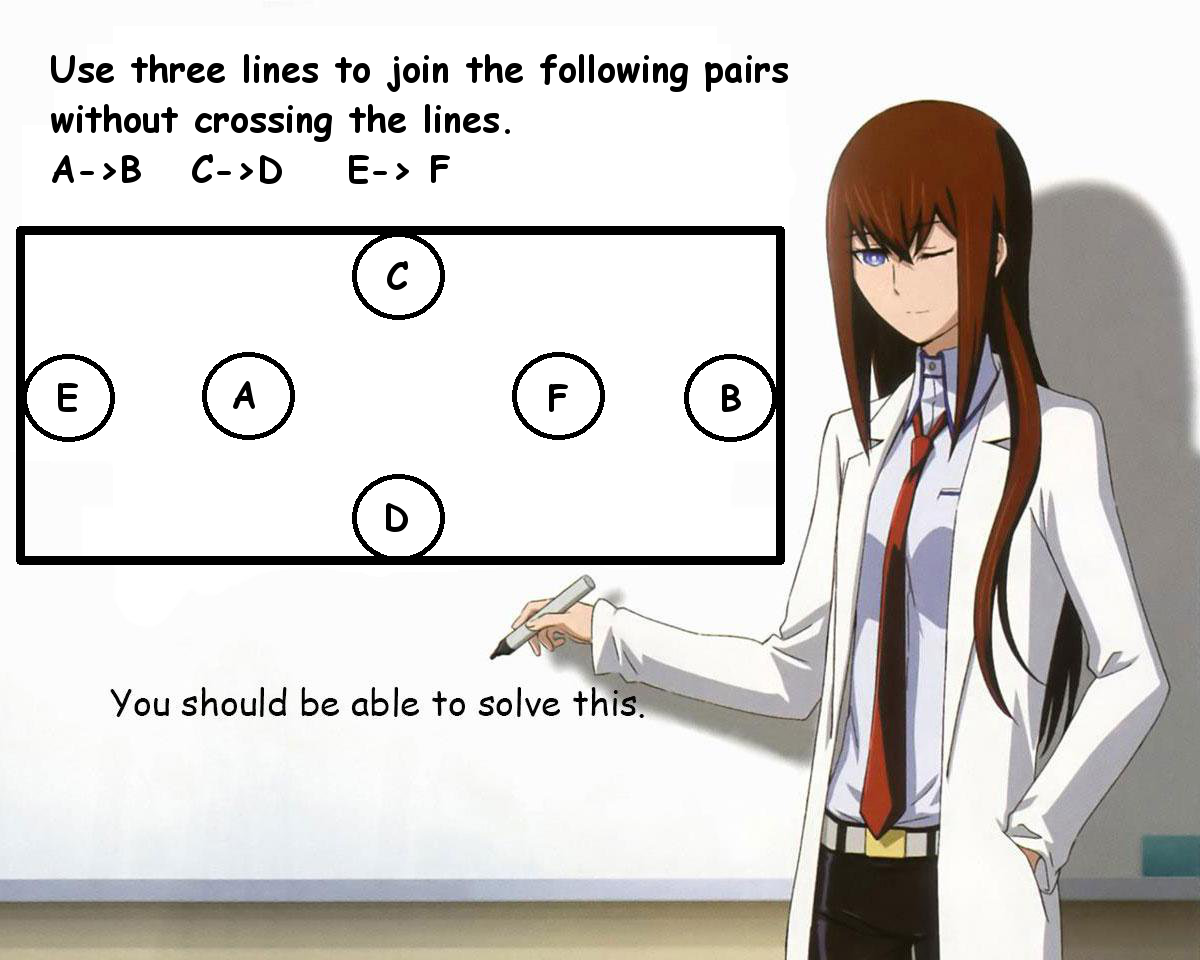 Use three lines to join the following pairs
without crossing the lines.
A->B C->D E-> F
C
E A F B
D
You should be able to solve this.